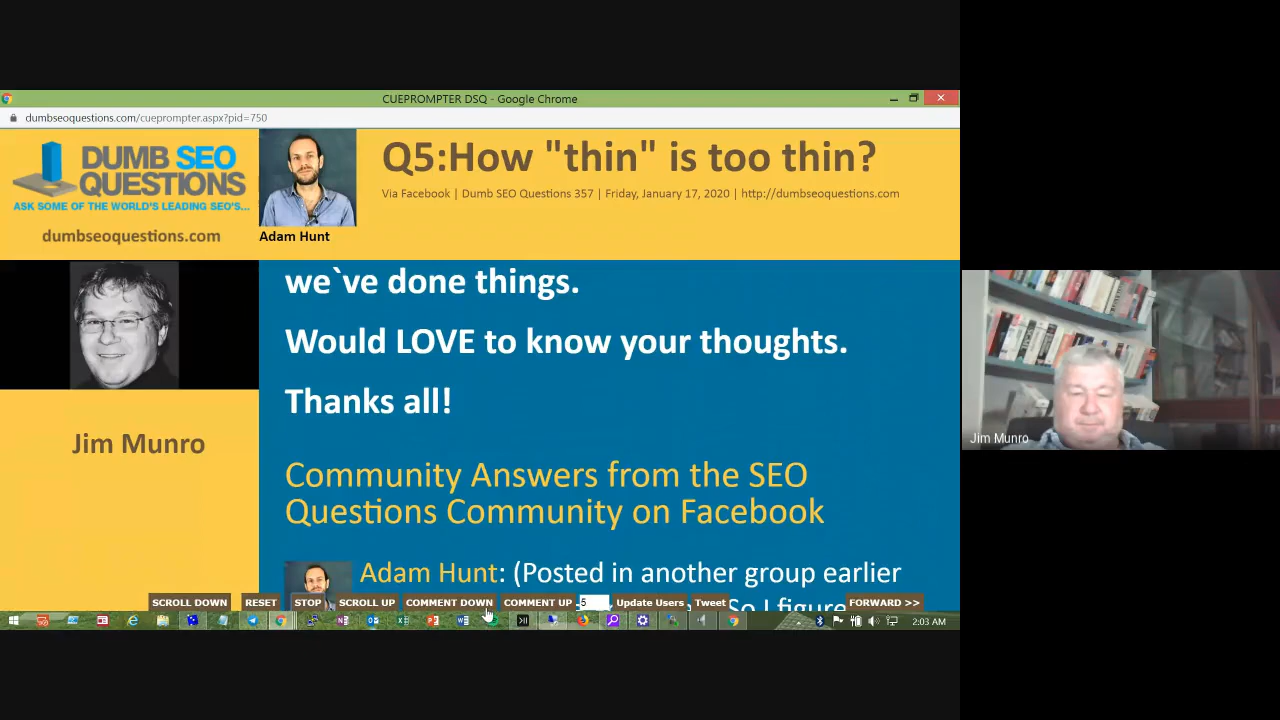 CUEPROMPTER DSQ - Google Chrome
dumbseoquestions.com/cueprompter.aspx?pid=750
DUMB SEO
QUESTIONS
ASK SOME OF THE WORLD'S LEADING SEO'S...
dumbseoquestions.com
Adam Hunt
Q5:How "thin" is too thin?
Via Facebook | Dumb SEO Questions 357 | Friday, January 17, 2020 | http://dumbseoquestions.com
Jim Munro
we`ve done things.
Would LOVE to know your thoughts.
Thanks all!
Community Answers from the SEO
Questions Community on Facebook
Adam Hunt: (Posted in another group earlier
So I figure
SCROLL DOWN RESET STOP SCROLL UP COMMENT DOWN COMMENT UP 5 Update Users Tweet FORWARD >>
2:03 AM
Jim Munro